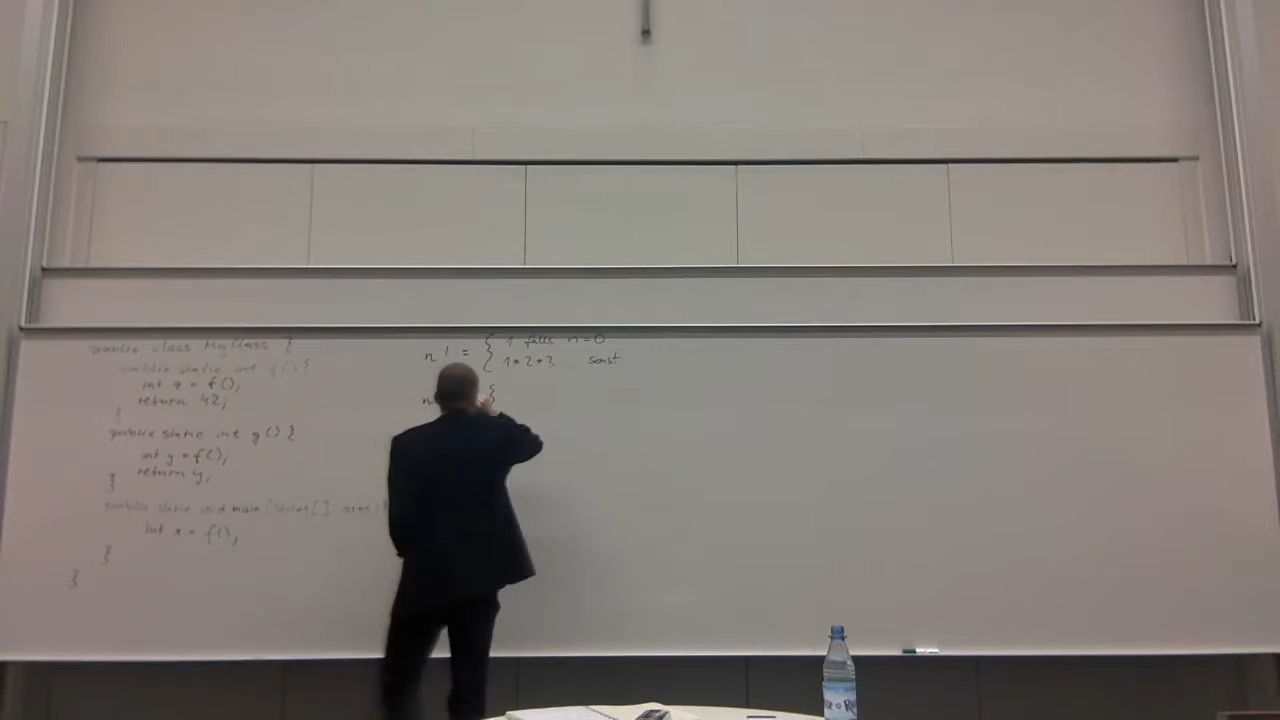 public class MyClass {
public static int f() {
int z = f();
return 42;
}
public static int g() {
int y = f();
return y;
}
public static void main (String[] args) {
int x = f();
}
}
n! = { 1 falls n=0
1*2*3 sonst
n {